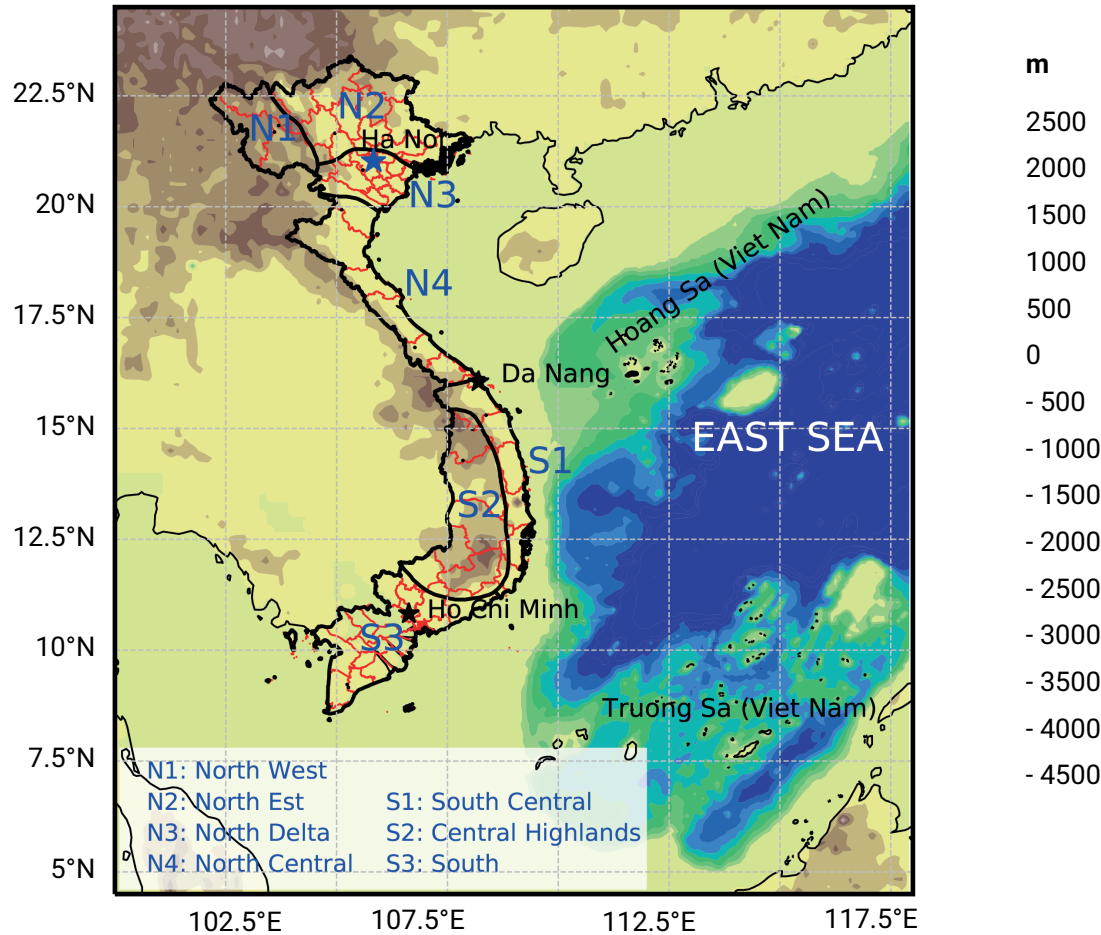 m
22.5°N
20°N
17.5°N
15°N
12.5°N
10°N
7.5°N
5°N
2500
2000
1500
1000
500
0
- 500
- 1000
- 1500
- 2000
- 2500
- 3000
- 3500
- 4000
- 4500
N1
N2
Ha Noi
N3
N4
Hoang Sa (Viet Nam)
Da Nang
EAST SEA
S1
S2
Ho Chi Minh
S3
Truong Sa (Viet Nam)
N1: North West
N2: North Est
N3: North Delta
N4: North Central
S1: South Central
S2: Central Highlands
S3: South
102.5°E
107.5°E
112.5°E
117.5°E